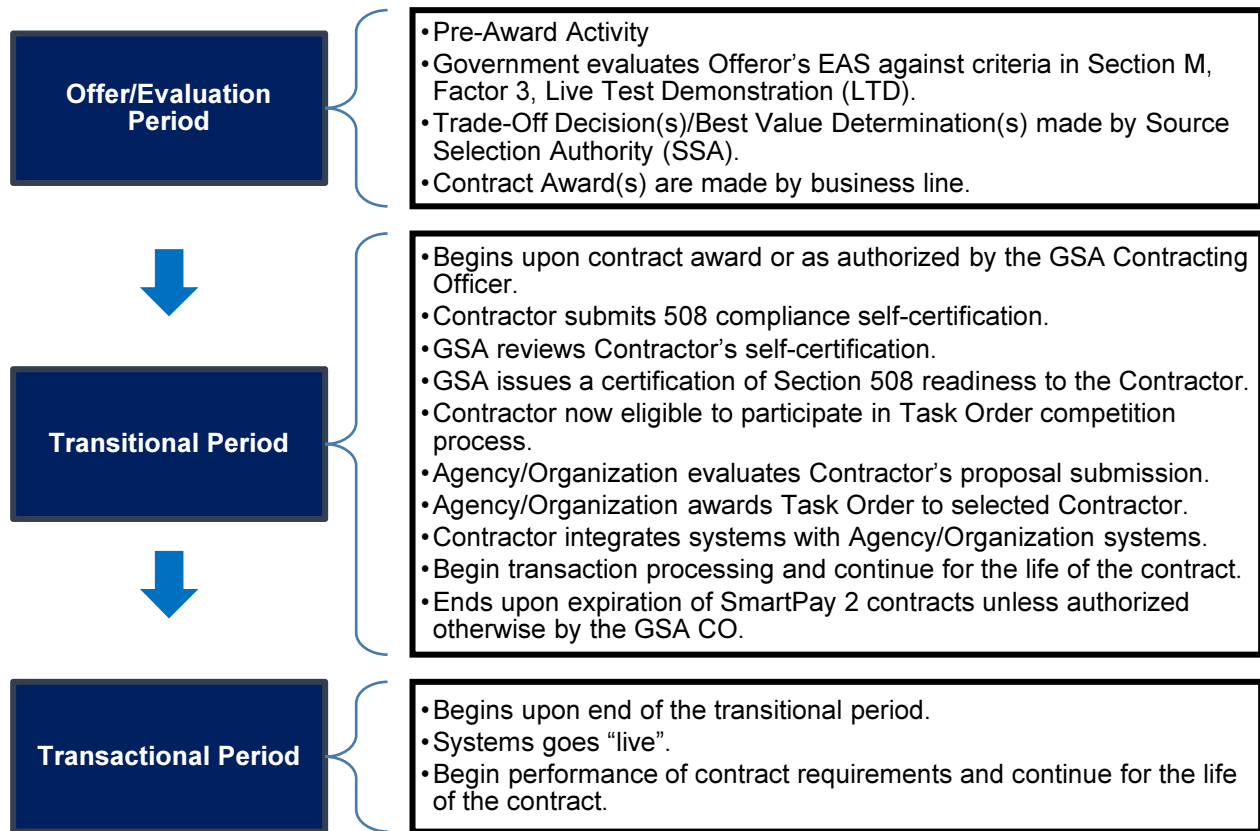 Offer/Evaluation
Period
•Pre-Award Activity
•Government evaluates Offeror’s EAS against criteria in Section M,
Factor 3, Live Test Demonstration (LTD).
•Trade-Off Decision(s)/Best Value Determination(s) made by Source
Selection Authority (SSA).
•Contract Award(s) are made by business line.
Transitional Period
•Begins upon contract award or as authorized by the GSA Contracting
Officer.
•Contractor submits 508 compliance self-certification.
•GSA reviews Contractor’s self-certification.
•GSA issues a certification of Section 508 readiness to the Contractor.
•Contractor now eligible to participate in Task Order competition
process.
•Agency/Organization evaluates Contractor’s proposal submission.
•Agency/Organization awards Task Order to selected Contractor.
•Contractor integrates systems with Agency/Organization systems.
•Begin transaction processing and continue for the life of the contract.
•Ends upon expiration of SmartPay 2 contracts unless authorized
otherwise by the GSA CO.
Transactional Period
•Begins upon end of the transitional period.
•Systems goes “live”.
•Begin performance of contract requirements and continue for the life
of the contract.